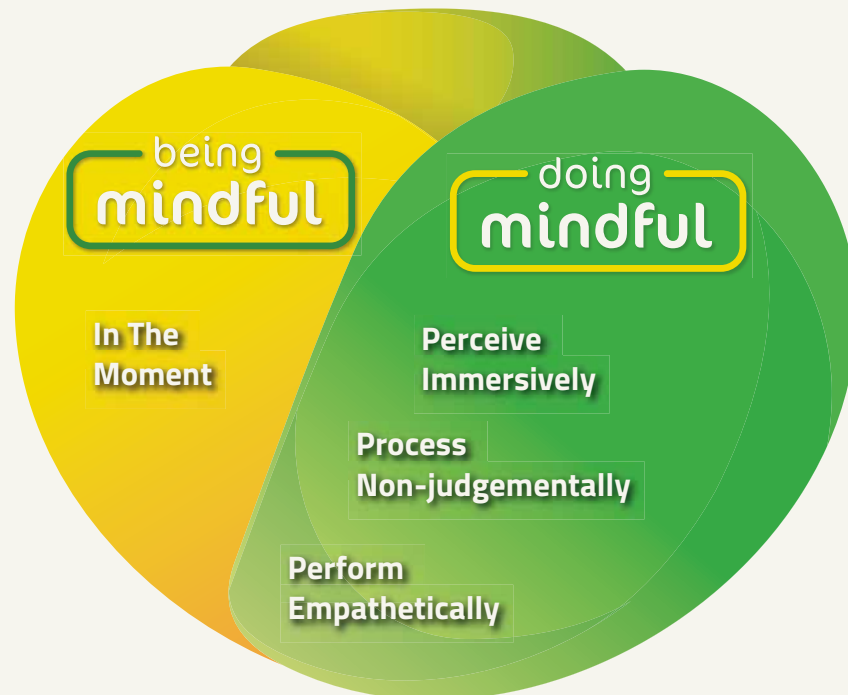 being
mindful
In The
Moment
doing
mindful
Perceive
Immersively
Process
Non-judgementally
Perform
Empathetically